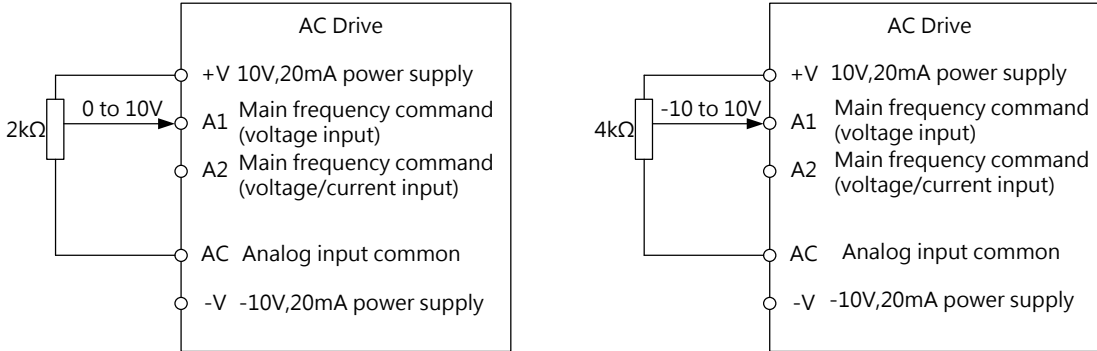 AC Drive
+V 10V,20mA power supply
0 to 10V
A1 Main frequency command
(voltage input)
2kΩ
A2 Main frequency command
(voltage/current input)
AC Analog input common
-V -10V,20mA power supply
AC Drive
+V 10V,20mA power supply
-10 to 10V
A1 Main frequency command
(voltage input)
4kΩ
A2 Main frequency command
(voltage/current input)
AC Analog input common
-V -10V,20mA power supply